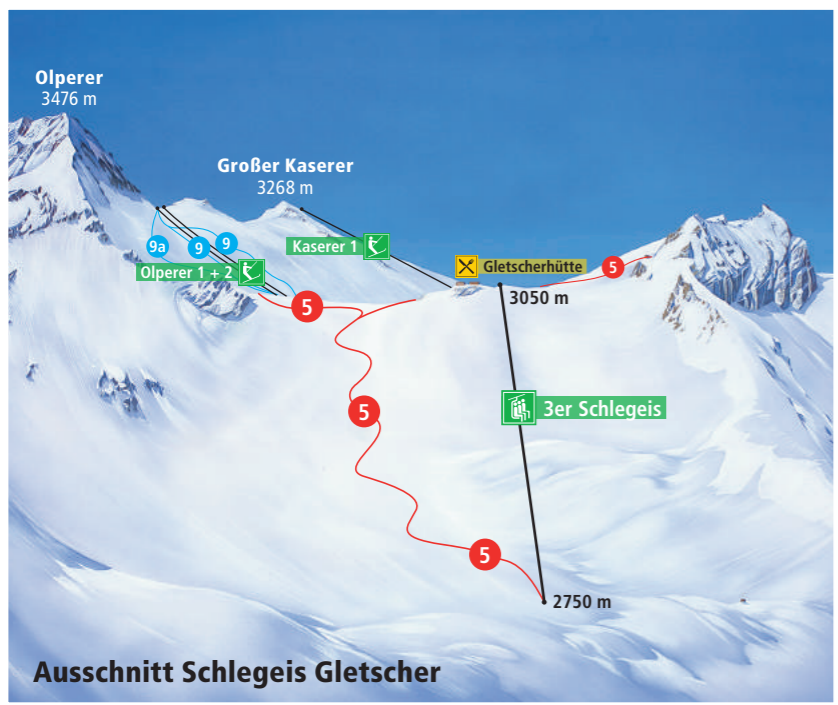 Olperer
3476 m
Großer Kaserer
3268 m
9a
9
9
Kaserer 1
Olperer 1 + 2
Gletscherhütte
5
5
3050 m
5
3er Schlegeis
5
2750 m
Ausschnitt Schlegeis Gletscher